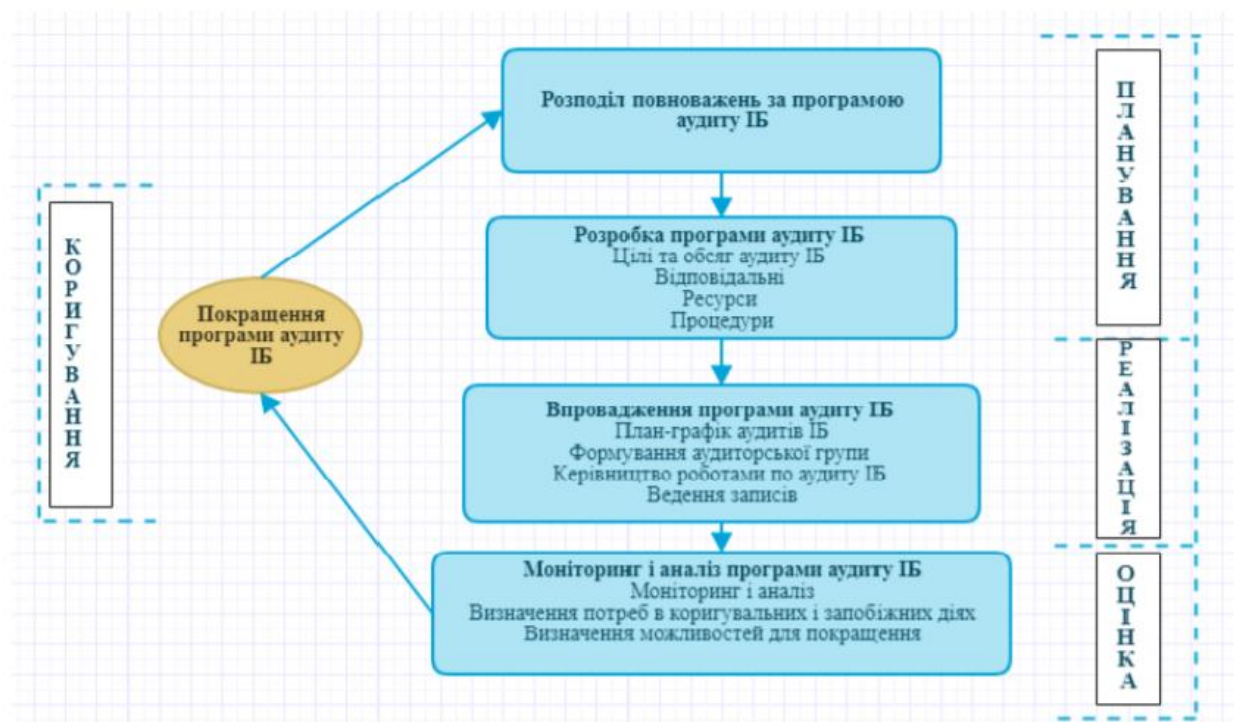 Розподіл повноважень за програмою
аудиту ІБ
ПЛАНУВАННЯ
КОРИГУВАННЯ
Розробка програми аудиту ІБ
Цілі та обсяг аудиту ІБ
Відповідальні
Ресурси
Процедури
Покращення
програми аудиту
ІБ
РЕАЛІЗАЦІЯ
Впровадження програми аудиту ІБ
План-графік аудитів ІБ
Формування аудиторської групи
Керівництво роботами по аудиту ІБ
Ведення записів
Моніторинг і аналіз програми аудиту ІБ
Моніторинг і аналіз
Визначення потреб в коригувальних і запобіжних діях
Визначення можливостей для покращення
ОЦІНКА